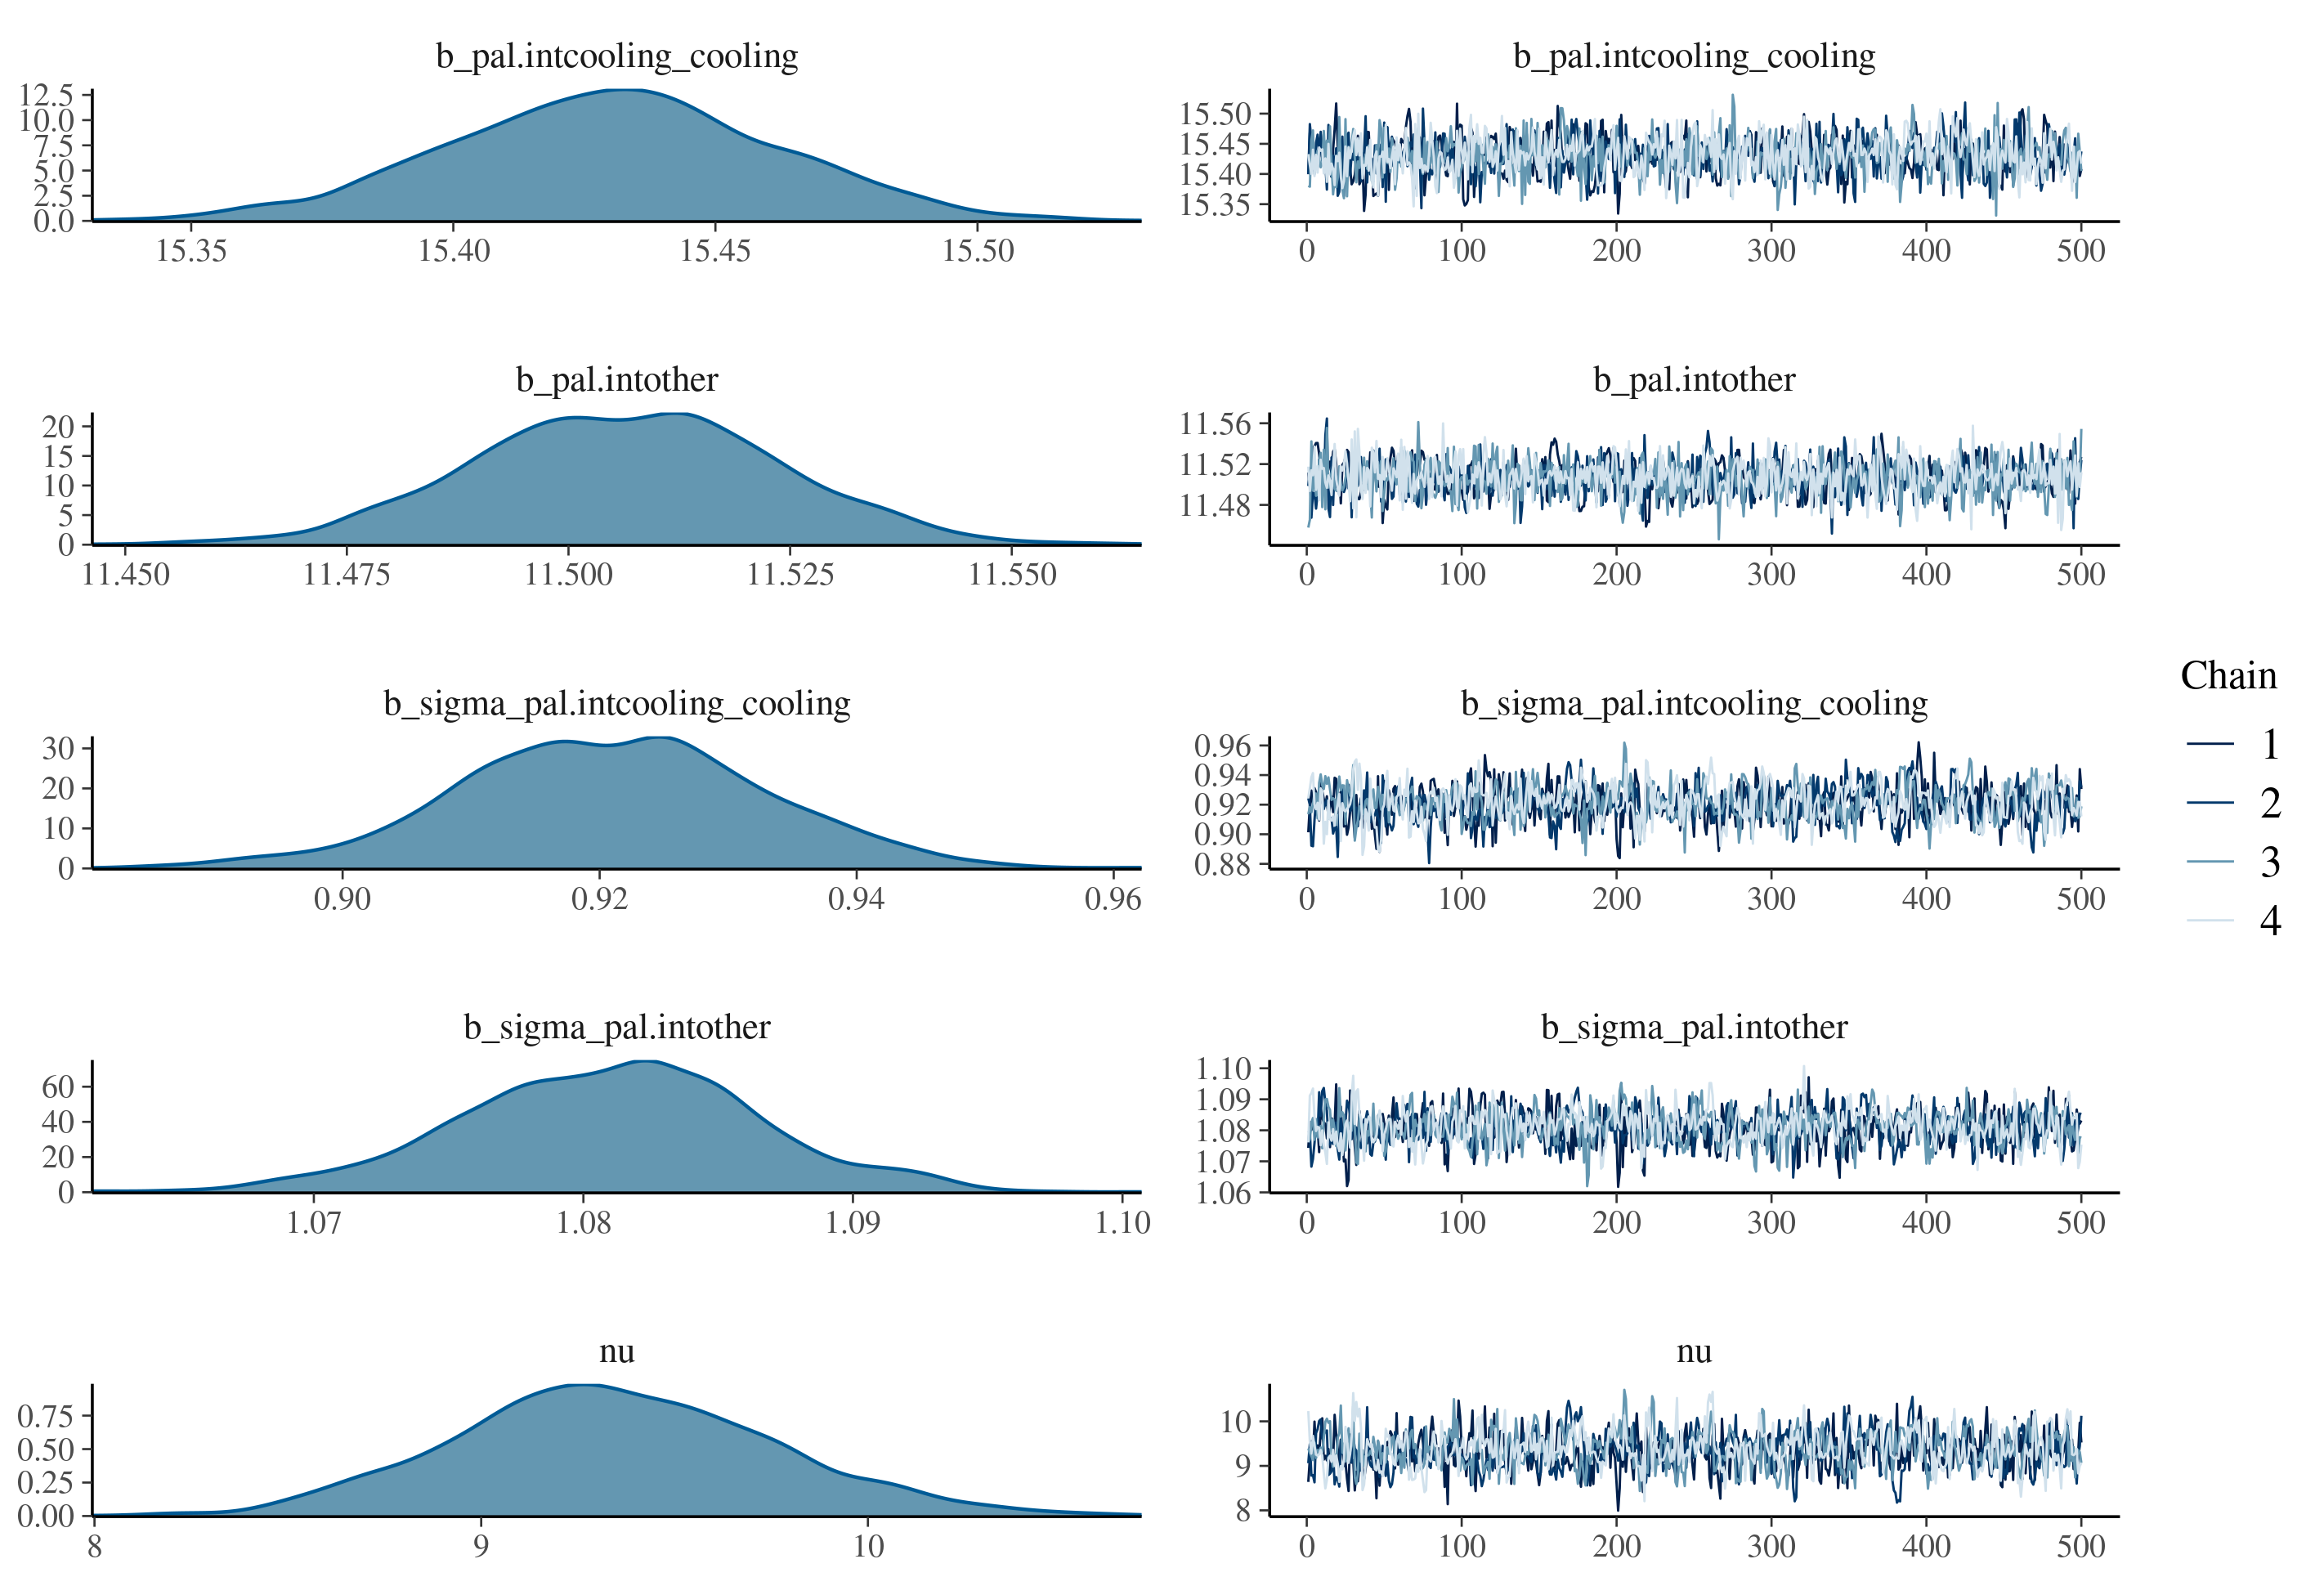 b_pal.intcooling_cooling
12.5
10.0
7.5
5.0
2.5
0.0
15.35 15.40 15.45 15.50
b_pal.intcooling_cooling
15.50
15.45
15.40
15.35
0 100 200 300 400 500
b_pal.intother
20
15
10
5
0
11.450 11.475 11.500 11.525 11.550
b_pal.intother
11.56
11.52
11.48
0 100 200 300 400 500
b_sigma_pal.intcooling_cooling
30
20
10
0
0.90 0.92 0.94 0.96
b_sigma_pal.intcooling_cooling
0.96
0.94
0.92
0.90
0.88
0 100 200 300 400 500
b_sigma_pal.intother
60
40
20
0
1.07 1.08 1.09 1.10
b_sigma_pal.intother
1.10
1.09
1.08
1.07
1.06
0 100 200 300 400 500
nu
0.75
0.50
0.25
0.00
8 9 10
nu
10
9
8
0 100 200 300 400 500
Chain
1
2
3
4